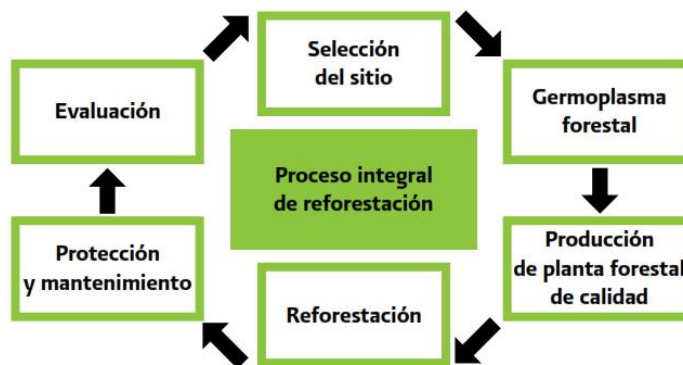 Selección
del sitio
Germoplasma
forestal
Producción
de planta forestal
de calidad
Reforestación
Protección
y mantenimiento
Evaluación
Proceso integral
de reforestación